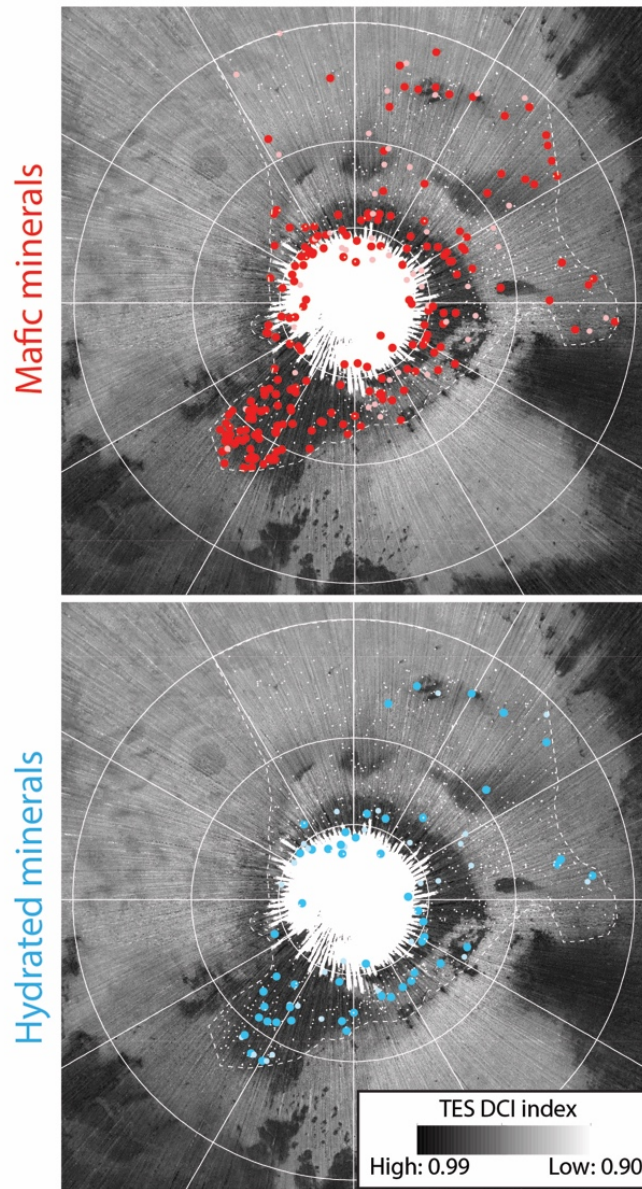 Mafic minerals
Hydrated minerals
TES DCI index
High: 0.99 Low: 0.90